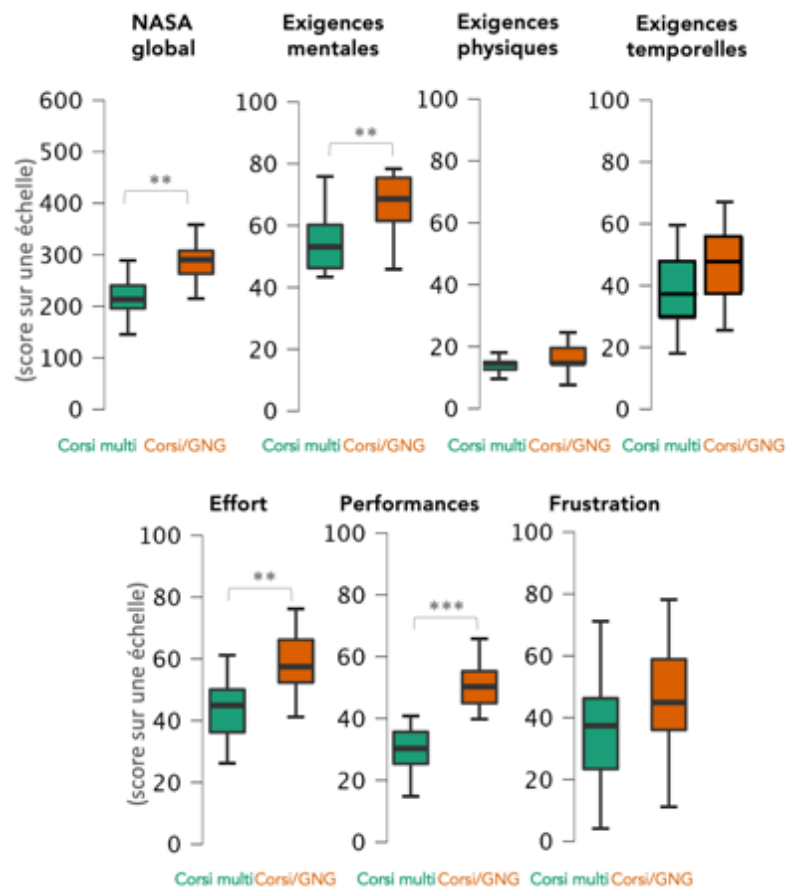 NASA global
Exigences mentales
Exigences physiques
Exigences temporelles
(score sur une échelle)
600
500
400
300
200
100
0
**
100
80
60
40
20
0
**
100
80
60
40
20
0
100
80
60
40
20
0
Corsi multi Corsi/GNG
Corsi multi Corsi/GNG
Corsi multi Corsi/GNG
Corsi multi Corsi/GNG
Effort
Performances
Frustration
(score sur une échelle)
100
80
60
40
20
0
**
100
80
60
40
20
0
***
100
80
60
40
20
0
Corsi multi Corsi/GNG
Corsi multi Corsi/GNG
Corsi multi Corsi/GNG